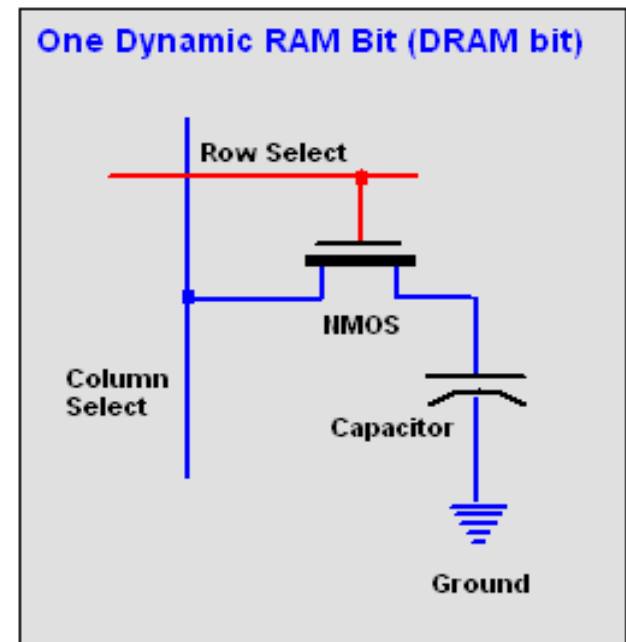 One Dynamic RAM Bit (DRAM bit)
Row Select
NMOS
Column
Select
Capacitor
Ground